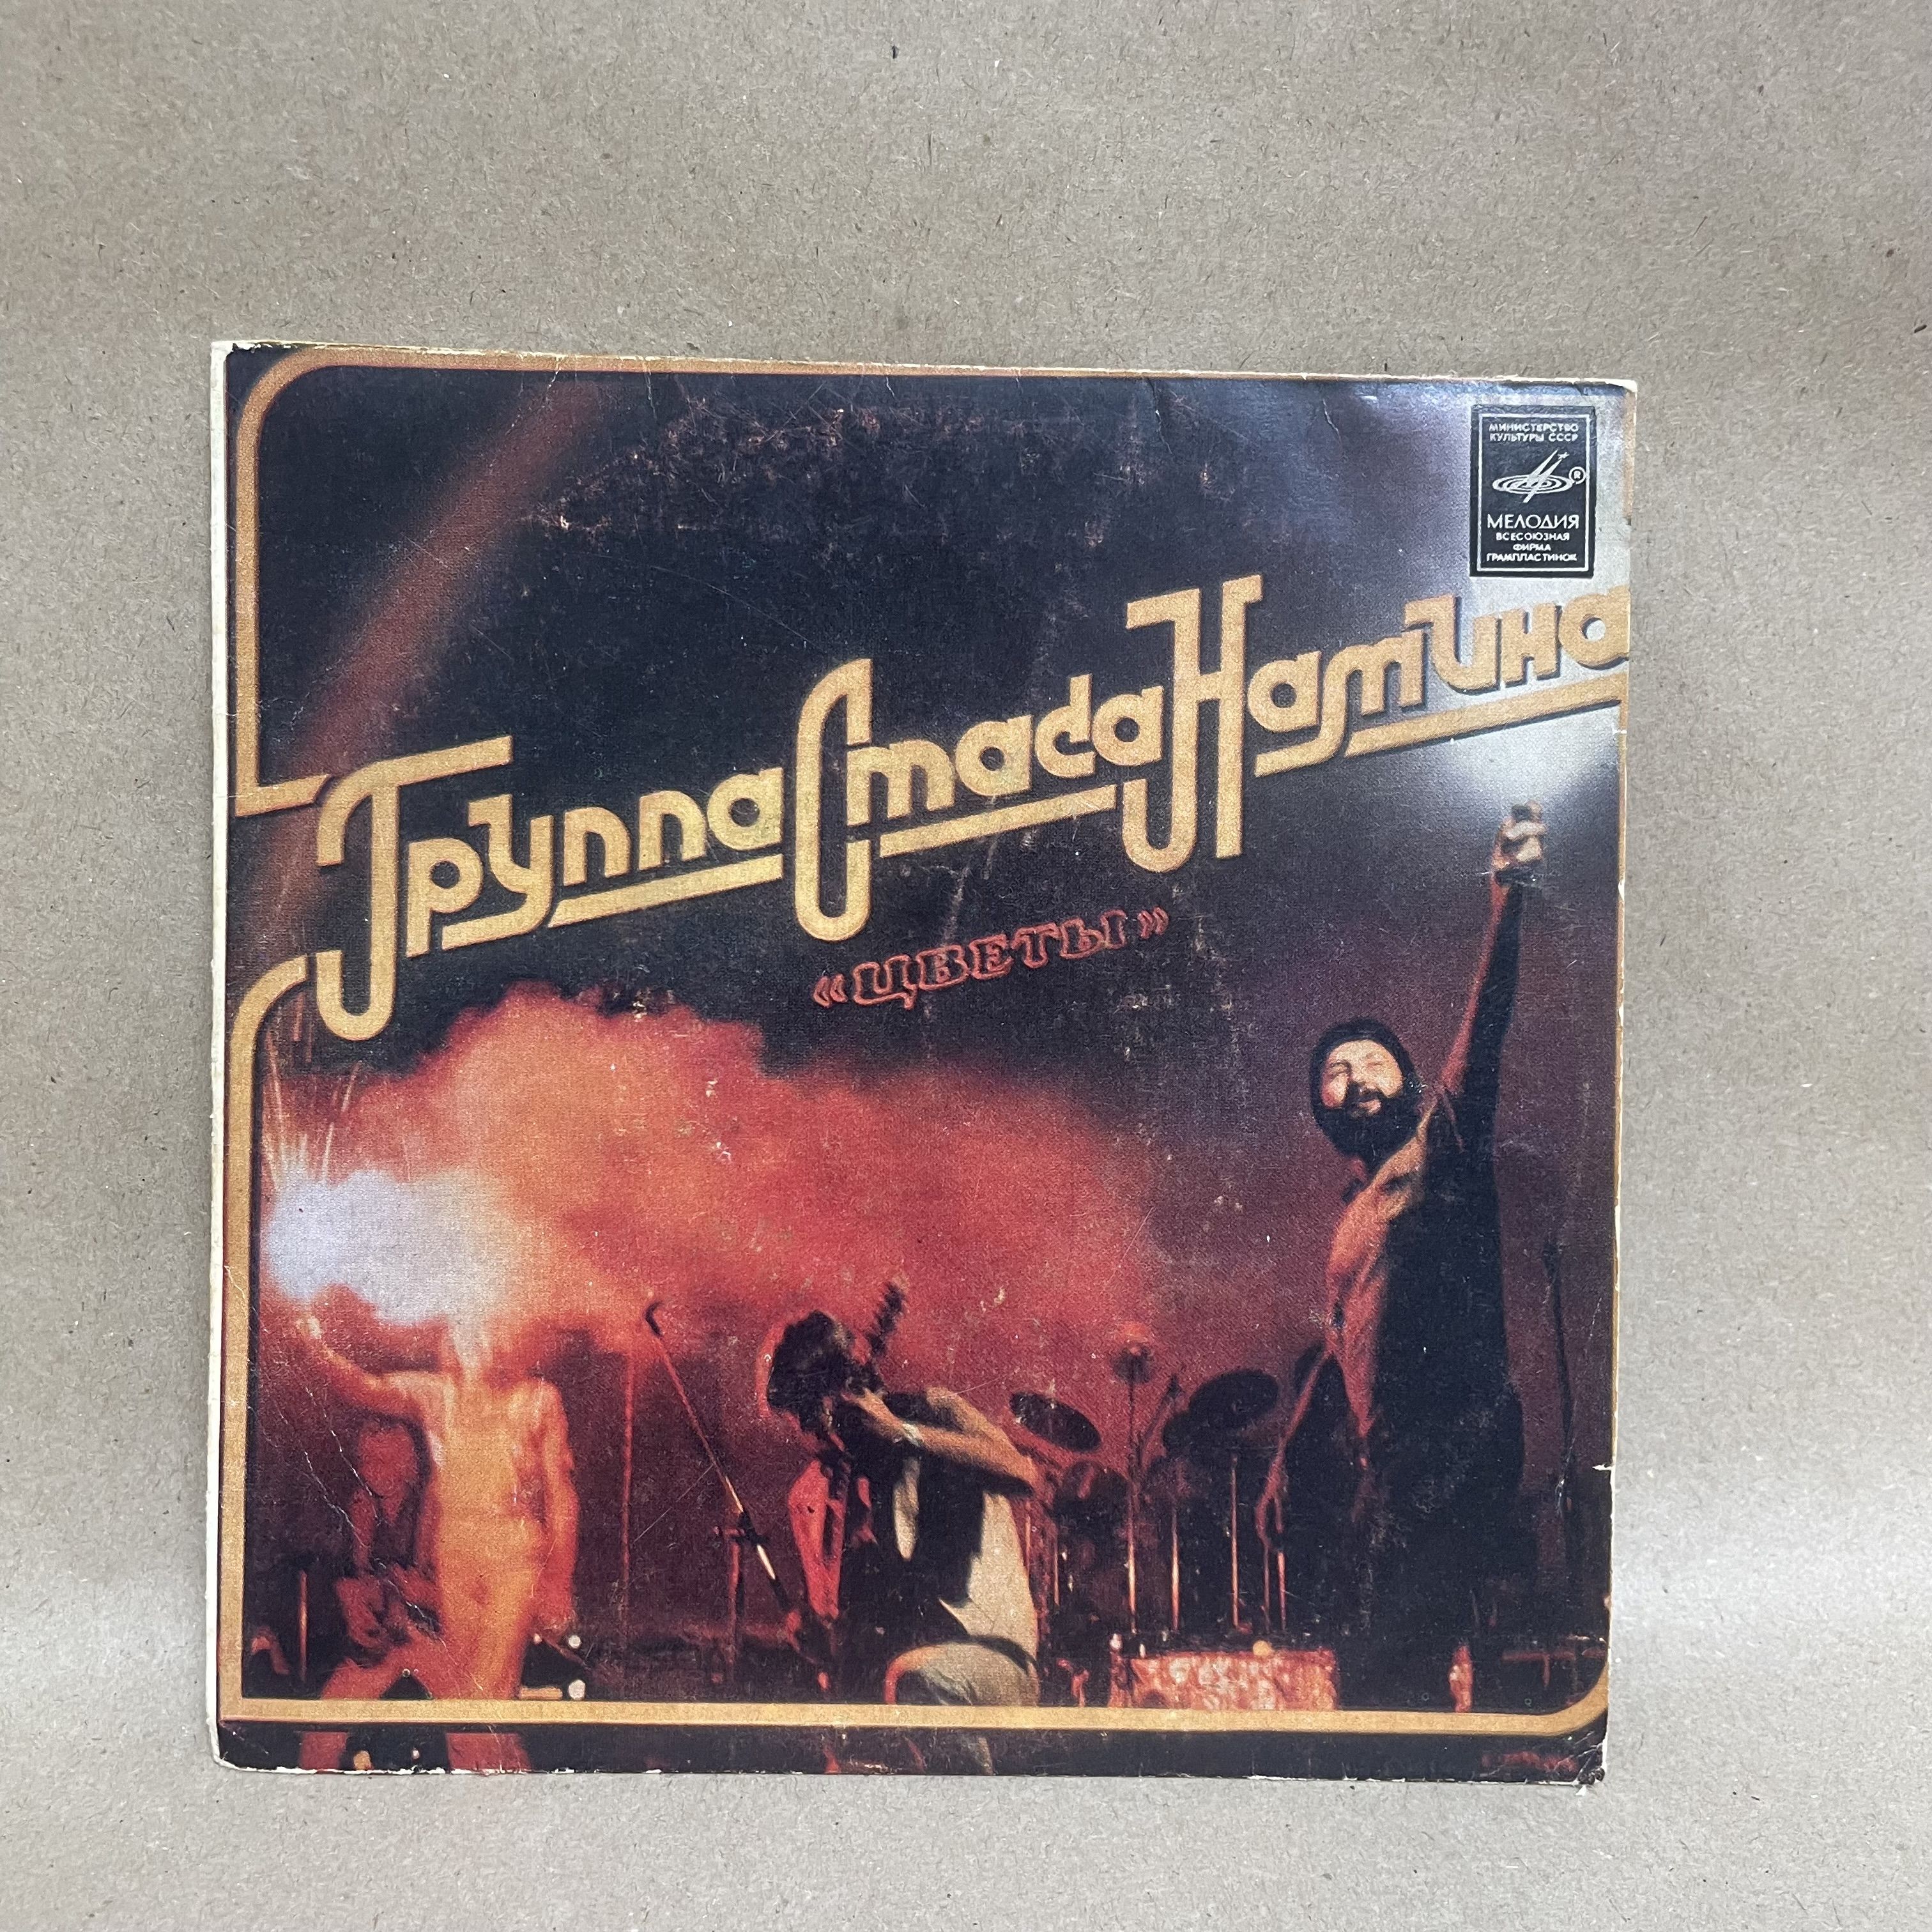 МИНИСТЕРСТВО
КУЛЬТУРЫ СССР
®
МЕЛОДИЯ
ВСЕСОЮЗНАЯ
ФИРМА
ГРАМПЛАСТИНОК
Группа Стаса Намина
«ЦВЕТЫ»